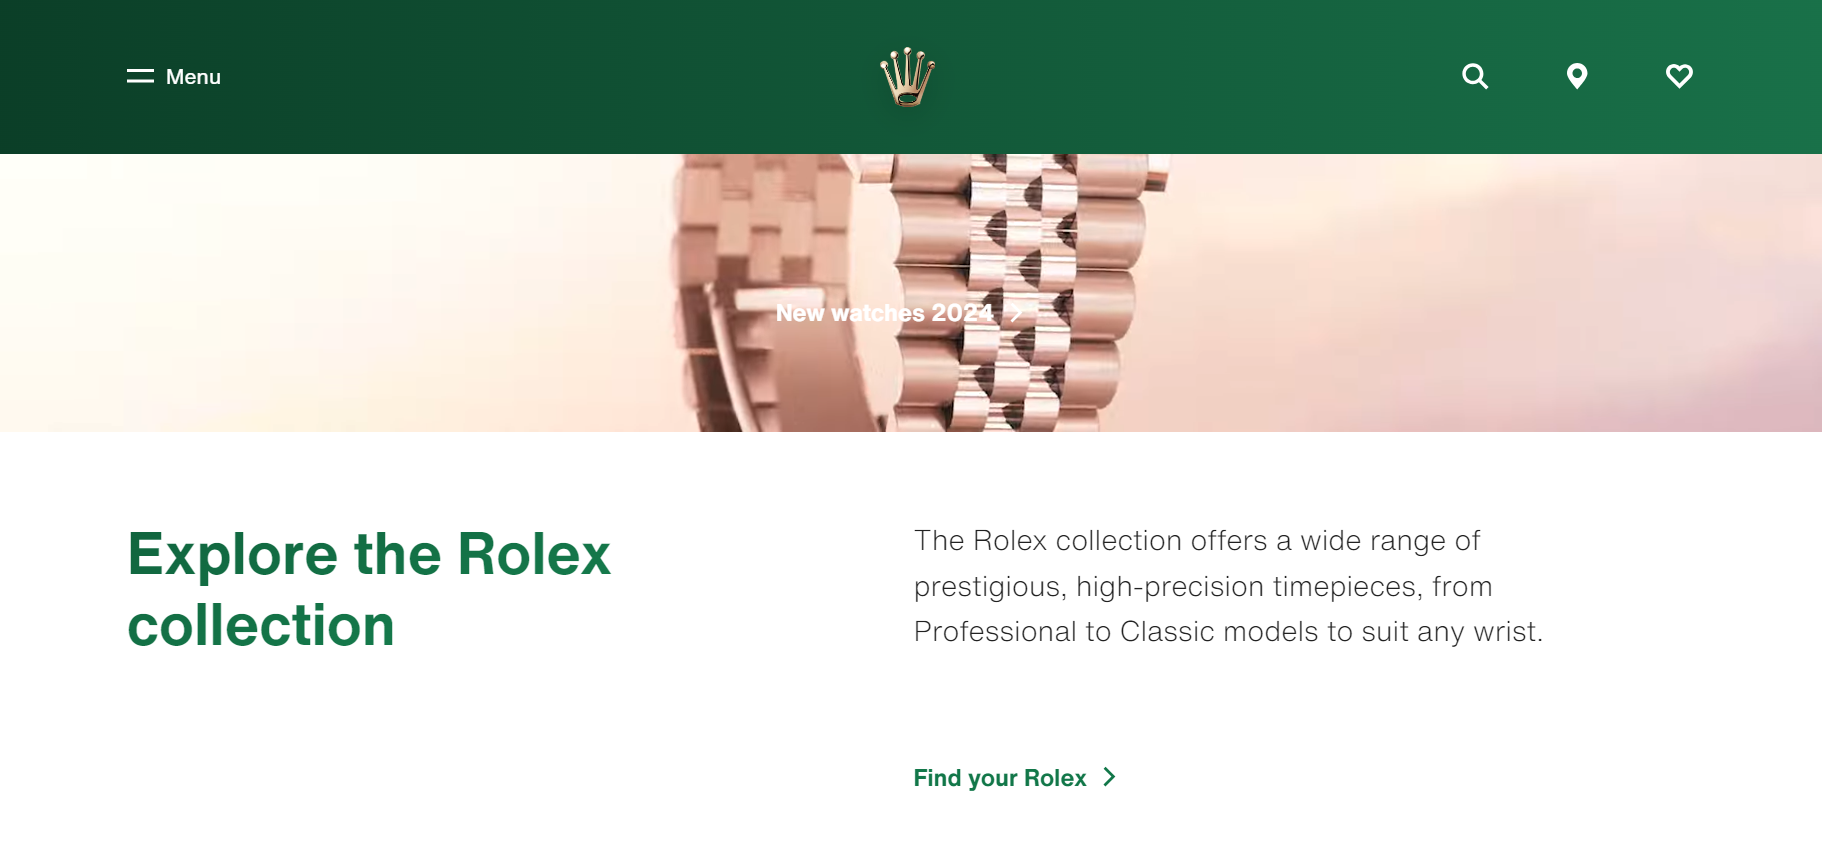 Menu
New watches 2024
Explore the Rolex
collection
The Rolex collection offers a wide range of
prestigious, high-precision timepieces, from
Professional to Classic models to suit any wrist.
Find your Rolex